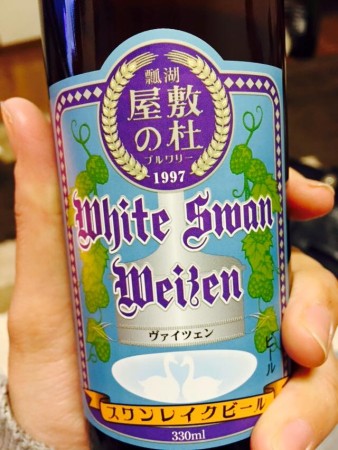 瓢湖
屋敷
の杜
ブルワリー
1997
White Swan
Weizen
ヴァイツェン
ビール
スワンレイクビール
330ml